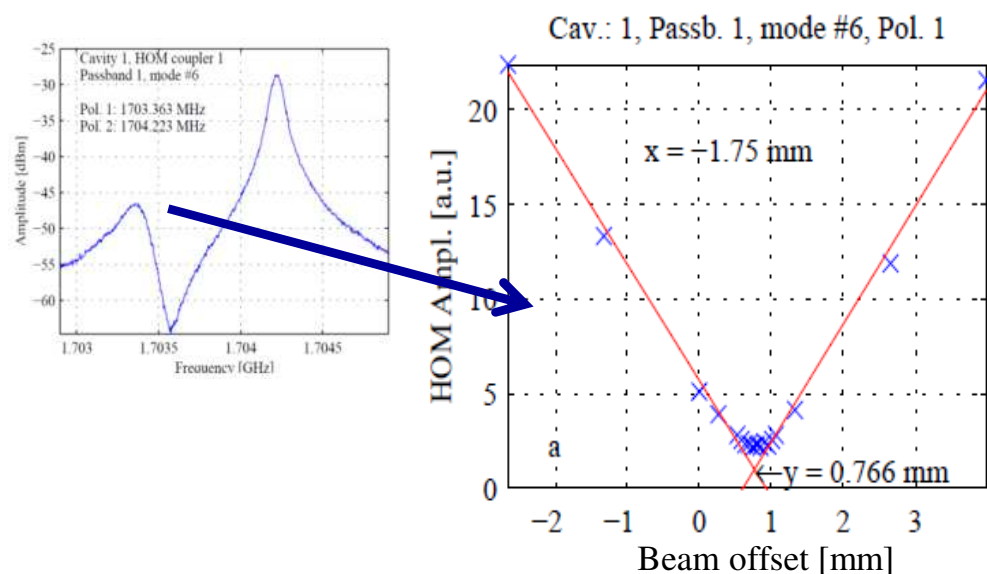 Cavity 1, HOM coupler 1
Passband 1, mode #6
Pol. 1: 1703.363 MHz
Pol. 2: 1704.223 MHz
Amplitude [dBm]
−25
−30
−35
−40
−45
−50
−55
−60
1.703
1.7035
1.704
1.7045
Frequency [GHz]
Cav.: 1, Passb. 1, mode #6, Pol. 1
HOM Ampl. [a.u.]
20
15
10
5
0
x = −1.75 mm
a
←y = 0.766 mm
−2
−1
0
1
2
3
Beam offset [mm]